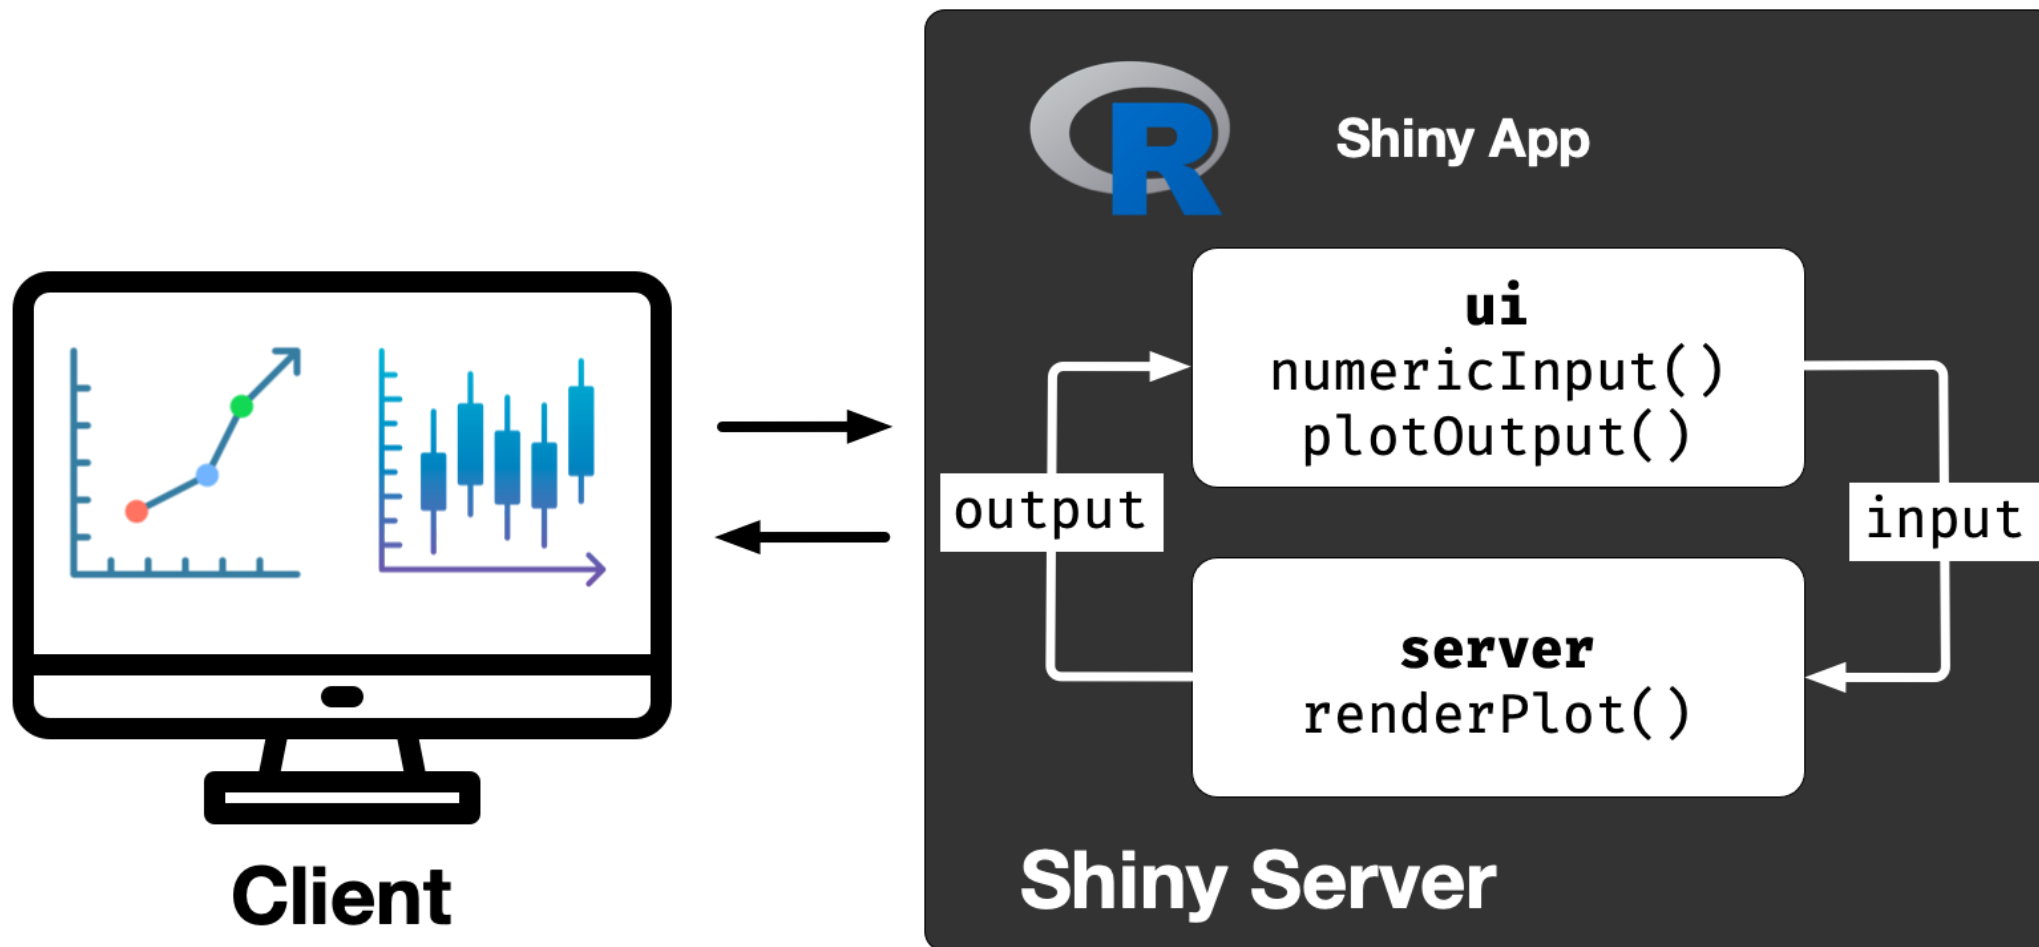 R
Shiny App
ui
numericInput()
plotOutput()
output
input
server
renderPlot()
Shiny Server
Client